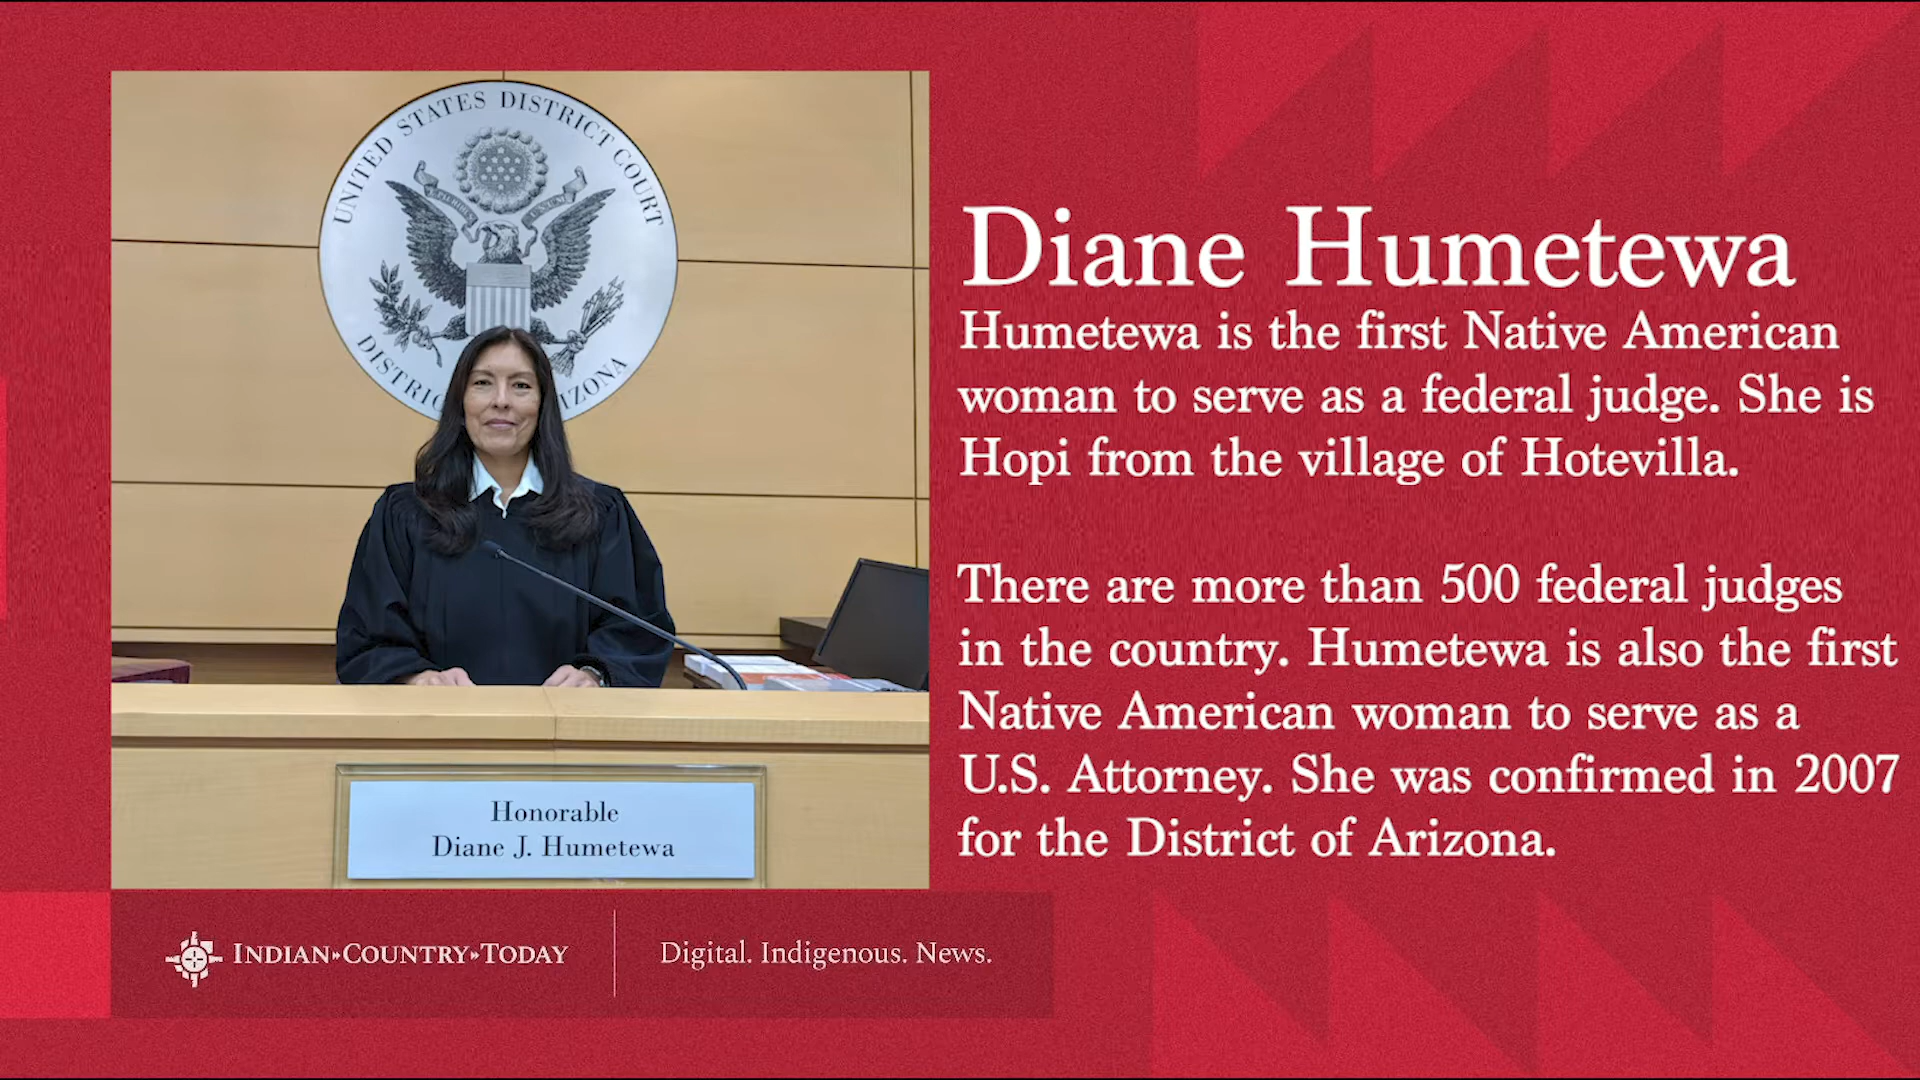 UNITED STATES DISTRICT COURT
Diane Humetewa
Humetewa is the first Native American
woman to serve as a federal judge. She is
Hopi from the village of Hotevilla.
There are more than 500 federal judges
in the country. Humetewa is also the first
Native American woman to serve as a
U.S. Attorney. She was confirmed in 2007
for the District of Arizona.
Honorable
Diane J. Humetewa
INDIAN COUNTRY TODAY
Digital. Indigenous. News.